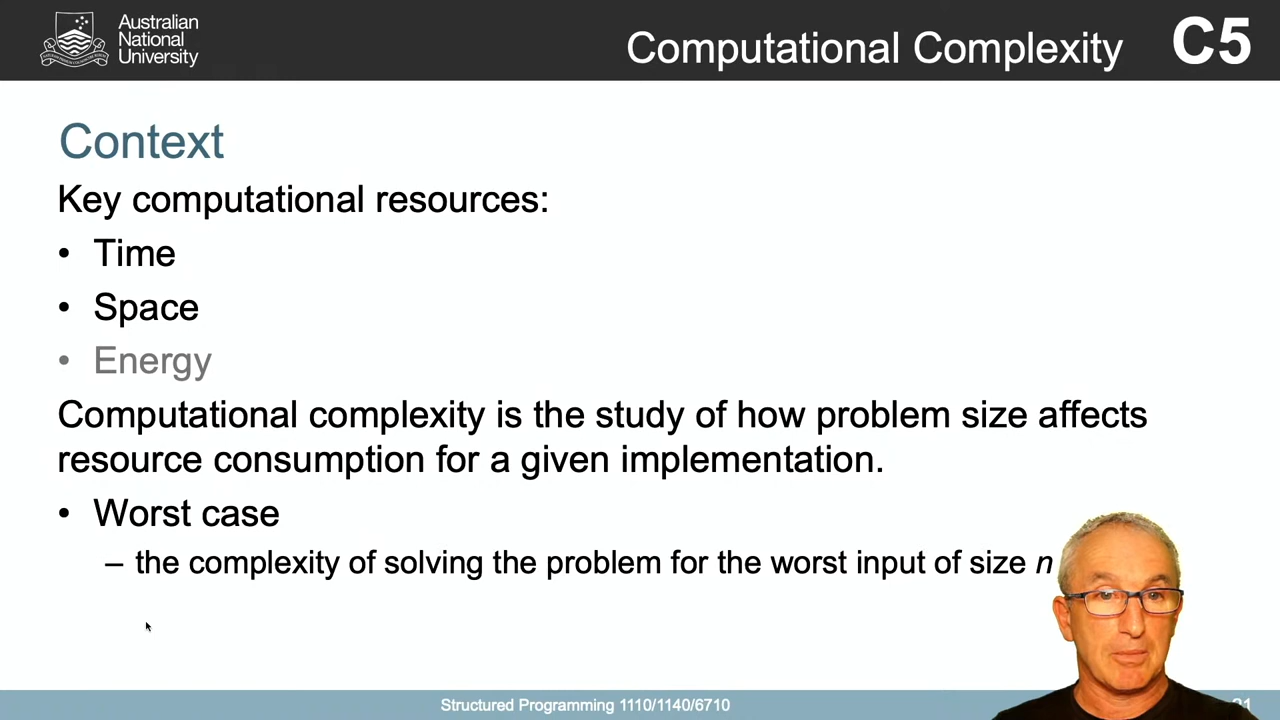 Australian
National
University
Computational Complexity C5
Context
Key computational resources:
• Time
• Space
• Energy
Computational complexity is the study of how problem size affects
resource consumption for a given implementation.
• Worst case
– the complexity of solving the problem for the worst input of size n
Structured Programming 1110/1140/6710